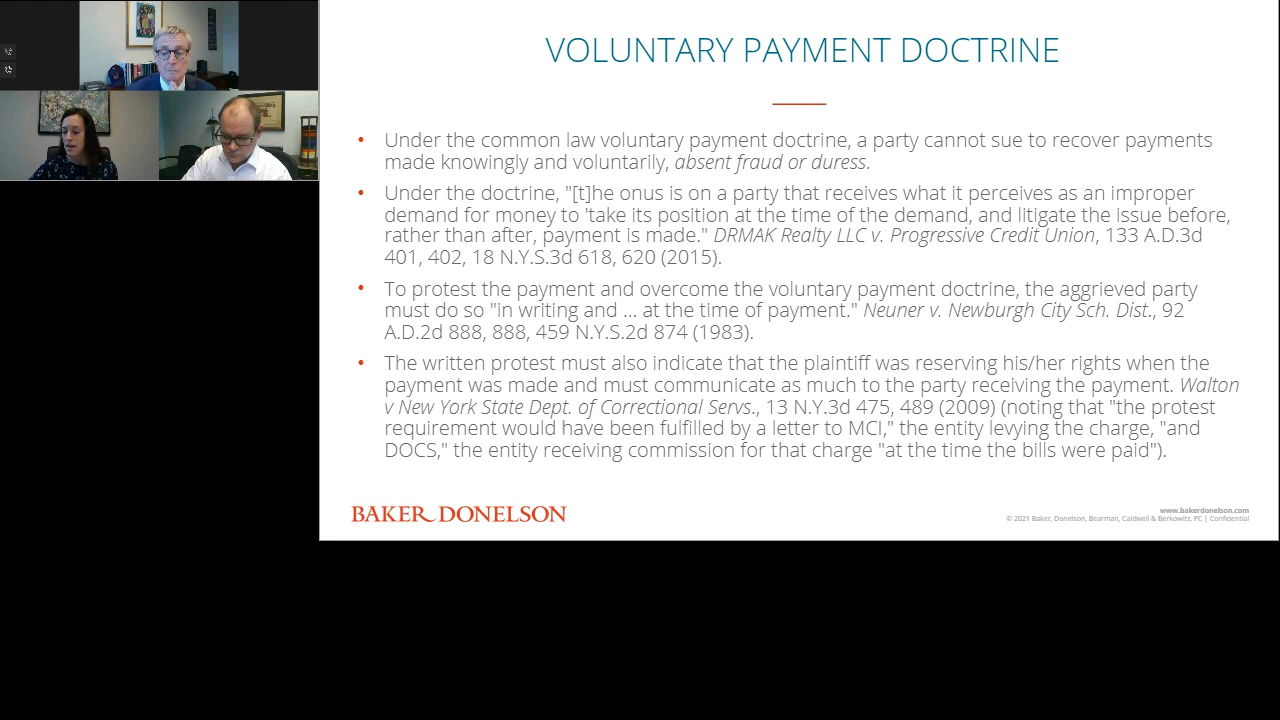 VOLUNTARY PAYMENT DOCTRINE
• Under the common law voluntary payment doctrine, a party cannot sue to recover payments
made knowingly and voluntarily, absent fraud or duress.
• Under the doctrine, "[t]he onus is on a party that receives what it perceives as an improper
demand for money to 'take its position at the time of the demand, and litigate the issue before,
rather than after, payment is made." DRMAK Realty LLC v. Progressive Credit Union, 133 A.D.3d
401, 402, 18 N.Y.S.3d 618, 620 (2015).
• To protest the payment and overcome the voluntary payment doctrine, the aggrieved party
must do so "in writing and ... at the time of payment." Neuner v. Newburgh City Sch. Dist., 92
A.D.2d 888, 888, 459 N.Y.S.2d 874 (1983).
• The written protest must also indicate that the plaintiff was reserving his/her rights when the
payment was made and must communicate as much to the party receiving the payment. Walton
v New York State Dept. of Correctional Servs., 13 N.Y.3d 475, 489 (2009) (noting that "the protest
requirement would have been fulfilled by a letter to MCI," the entity levying the charge, "and
DOCS," the entity receiving commission for that charge "at the time the bills were paid").
BAKER DONELSON
www.bakerdonelson.com
© 2021 Baker, Donelson, Bearman, Caldwell & Berkowitz, PC | Confidential